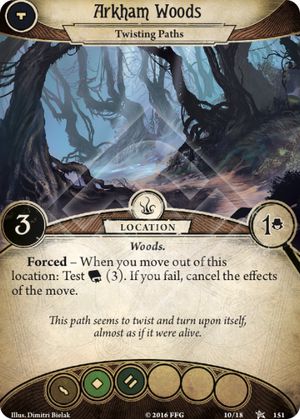 Arkham Woods
Twisting Paths
3
1
LOCATION
Woods.
Forced – When you move out of this
location: Test (3). If you fail, cancel the effects
of the move.
This path seems to twist and turn upon itself,
almost as if it were alive.
Illus. Dimitri Bielak
© 2016 FFG
10/18
151